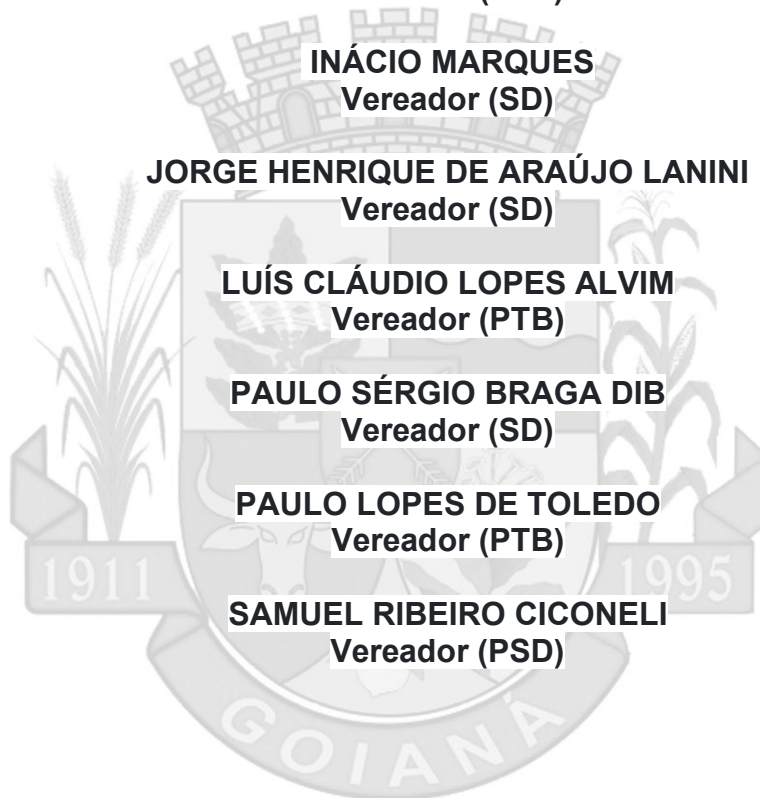 INÁCIO MARQUES
Vereador (SD)
JORGE HENRIQUE DE ARAÚJO LANINI
Vereador (SD)
LUÍS CLÁUDIO LOPES ALVIM
Vereador (PTB)
PAULO SÉRGIO BRAGA DIB
Vereador (SD)
PAULO LOPES DE TOLEDO
Vereador (PTB)
1911
1995
SAMUEL RIBEIRO CICONELI
Vereador (PSD)
GOIANÁ